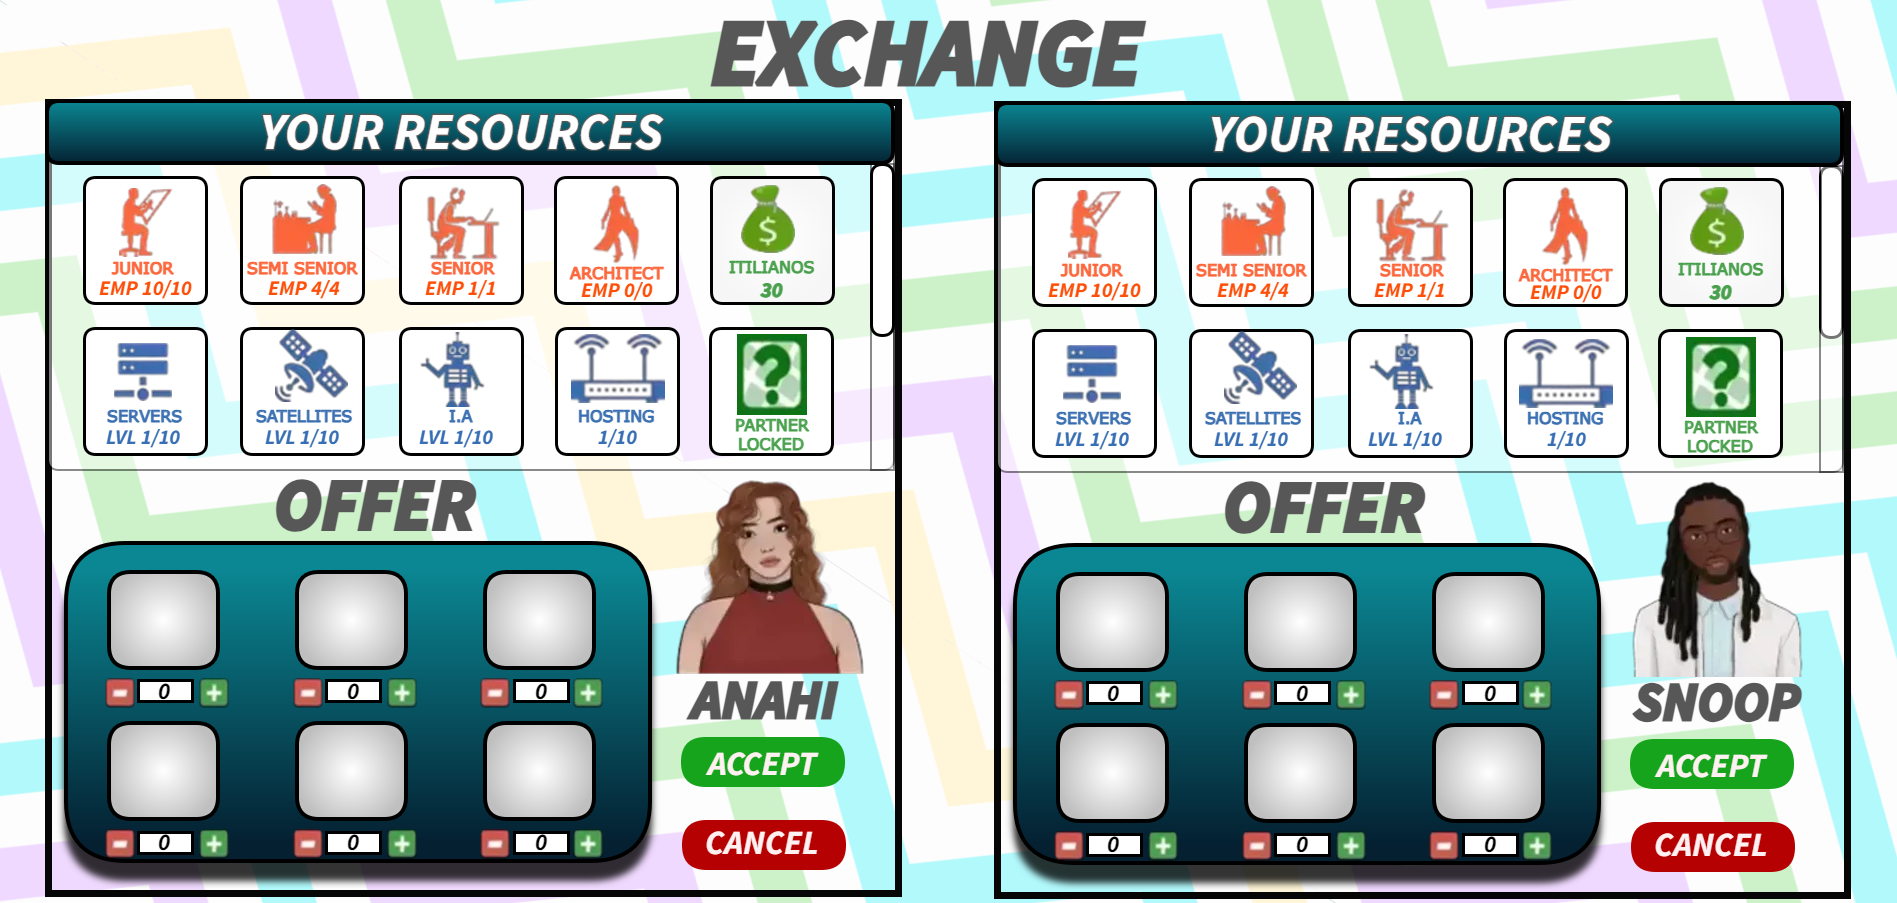 EXCHANGE
YOUR RESOURCES
JUNIOR
EMP 10/10
SEMI SENIOR
EMP 4/4
SENIOR
EMP 1/1
ARCHITECT
EMP 0/0
$
ITILIANOS
30
SERVERS
LVL 1/10
SATELLITES
LVL 1/10
I.A
LVL 1/10
HOSTING
1/10
?
PARTNER
LOCKED
OFFER
- 0 +
- 0 +
- 0 +
- 0 +
- 0 +
- 0 +
ANAHI
ACCEPT
CANCEL
YOUR RESOURCES
JUNIOR
EMP 10/10
SEMI SENIOR
EMP 4/4
SENIOR
EMP 1/1
ARCHITECT
EMP 0/0
$
ITILIANOS
30
SERVERS
LVL 1/10
SATELLITES
LVL 1/10
I.A
LVL 1/10
HOSTING
1/10
?
PARTNER
LOCKED
OFFER
- 0 +
- 0 +
- 0 +
- 0 +
- 0 +
- 0 +
SNOOP
ACCEPT
CANCEL